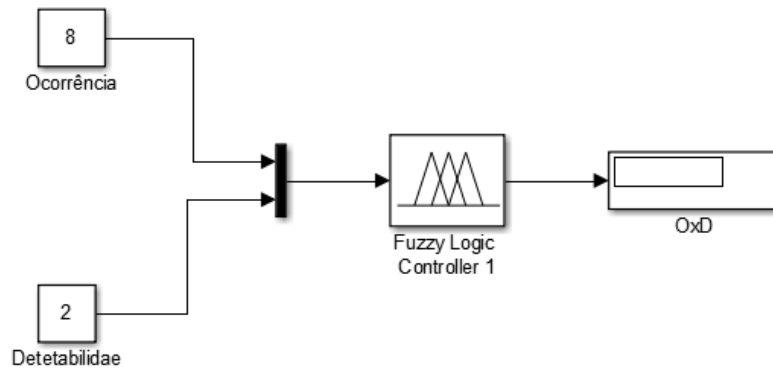 8
Ocorrência
2
Detetabilidae
Fuzzy Logic
Controller 1
OxD